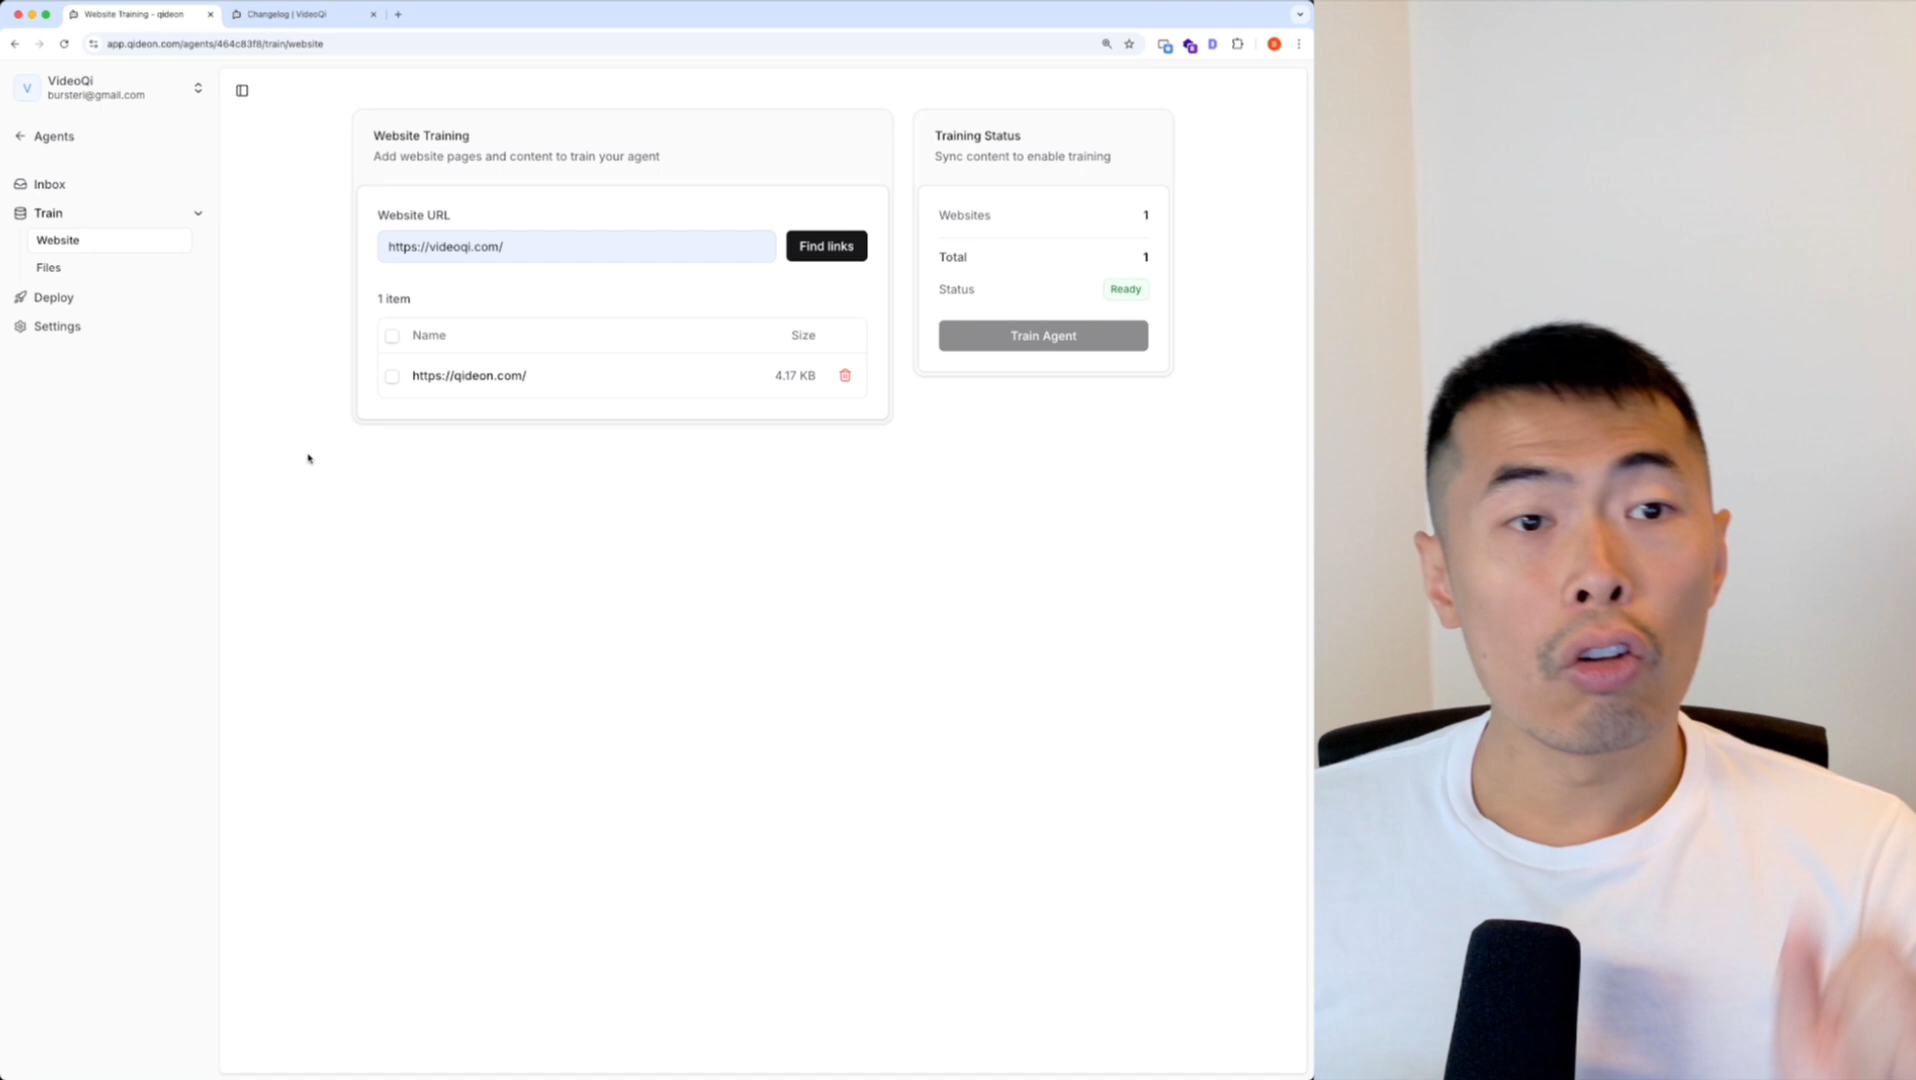 Website Training - qideon
Changelog | VideoQi
app.qideon.com/agents/464c83f8/train/website
V
VideoQi
bursteri@gmail.com
Agents
Inbox
Train
Website
Files
Deploy
Settings
Website Training
Add website pages and content to train your agent
Website URL
https://videoqi.com/
Find links
1 item
Name
Size
https://qideon.com/
4.17 KB
Training Status
Sync content to enable training
Websites
1
Total
1
Status
Ready
Train Agent